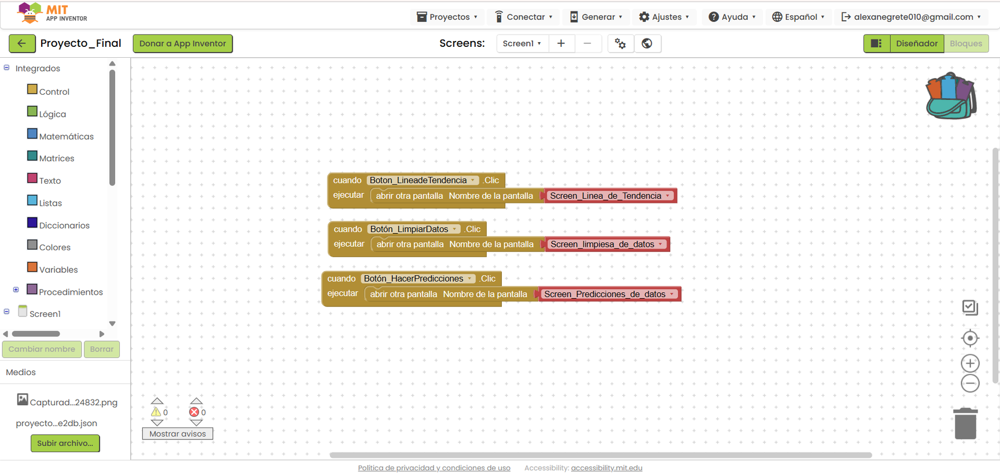 MIT
APP INVENTOR
Proyectos
Conectar
Generar
Ajustes
Ayuda
Español
alexanegrete010@gmail.com
Proyecto_Final
Donar a App Inventor
Screens:
Screen1
Diseñador
Bloques
Integrados
Control
Lógica
Matemáticas
Matrices
Texto
Listas
Diccionarios
Colores
Variables
Procedimientos
Screen1
Cambiar nombre
Borrar
Medios
Capturad...24832.png
proyecto...e2db.json
Subir archivo...
cuando Boton_LineadeTendencia .Clic
ejecutar abrir otra pantalla Nombre de la pantalla Screen_Linea_de_Tendencia
cuando Botón_LimpiarDatos .Clic
ejecutar abrir otra pantalla Nombre de la pantalla Screen_limpiesa_de_datos
cuando Botón_HacerPredicciones .Clic
ejecutar abrir otra pantalla Nombre de la pantalla Screen_Predicciones_de_datos
0 0
Mostrar avisos
Política de privacidad y condiciones de uso Accessibility: accessibility.mit.edu